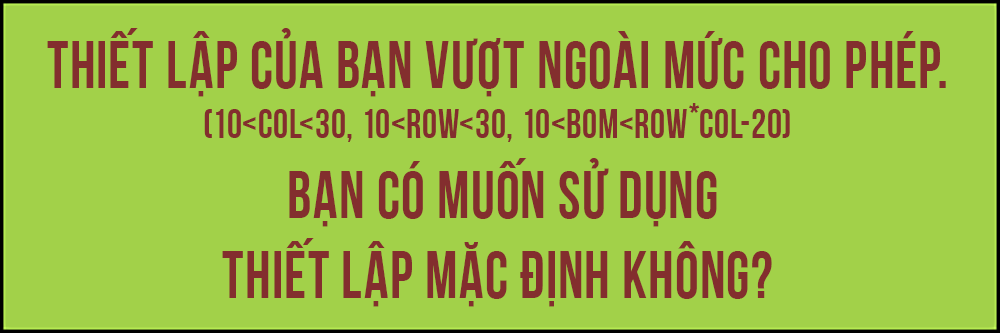 THIẾT LẬP CỦA BẠN VƯỢT NGOÀI MỨC CHO PHÉP.
(10<COL<30, 10<ROW<30, 10<BOM<ROW*COL-20)
BẠN CÓ MUỐN SỬ DỤNG
THIẾT LẬP MẶC ĐỊNH KHÔNG?